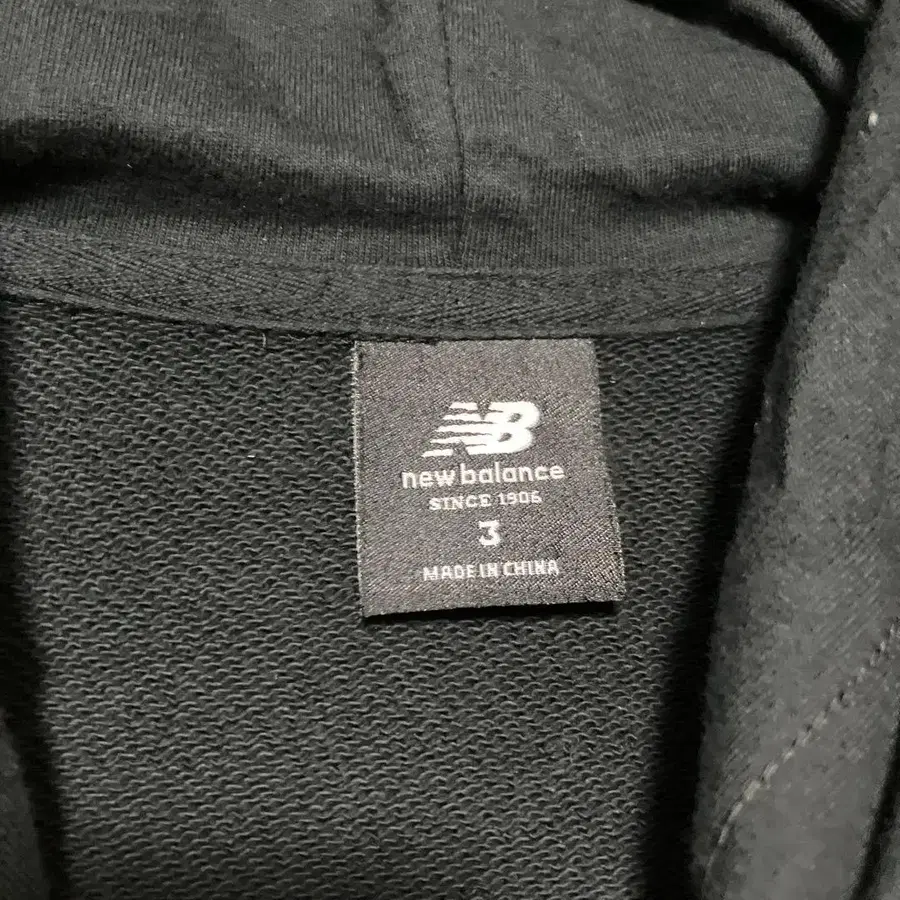 NB
new balance
SINCE 1906
3
MADE IN CHINA